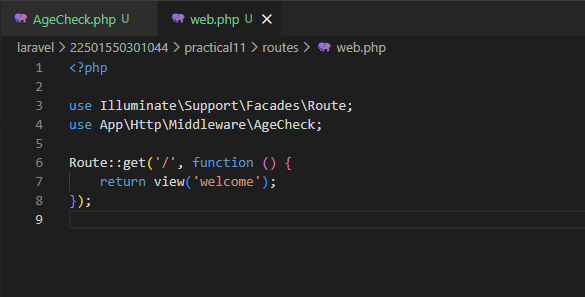 AgeCheck.php U
web.php U ×
laravel > 22501550301044 > practical11 > routes > web.php
1 <?php
2
3 use Illuminate\Support\Facades\Route;
4 use App\Http\Middleware\AgeCheck;
5
6 Route::get('/', function () {
7     return view('welcome');
8 });
9